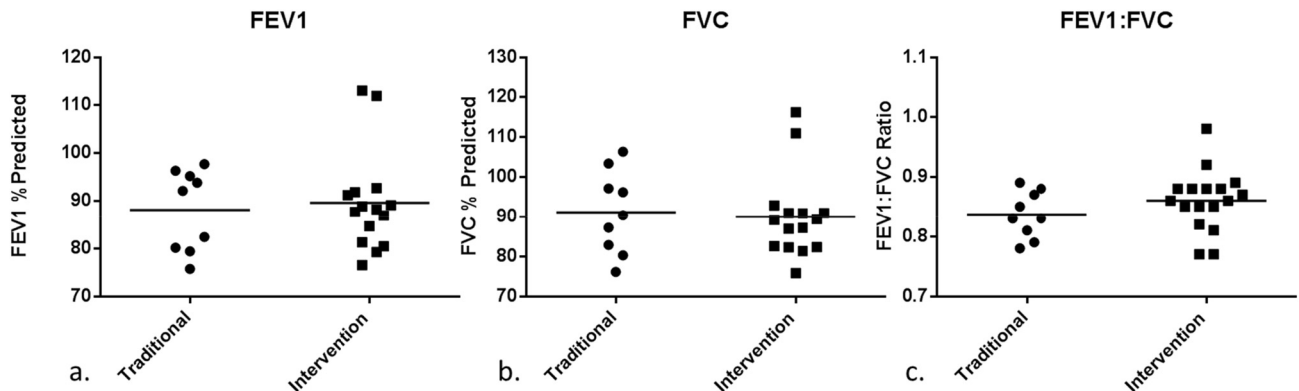 FEV1
FEV1 % Predicted
120
110
100
90
80
70
Traditional
Intervention
a.
FVC
FVC % Predicted
130
120
110
100
90
80
70
Traditional
Intervention
b.
FEV1:FVC
FEV1:FVC Ratio
1.1
1.0
0.9
0.8
0.7
Traditional
Intervention
c.